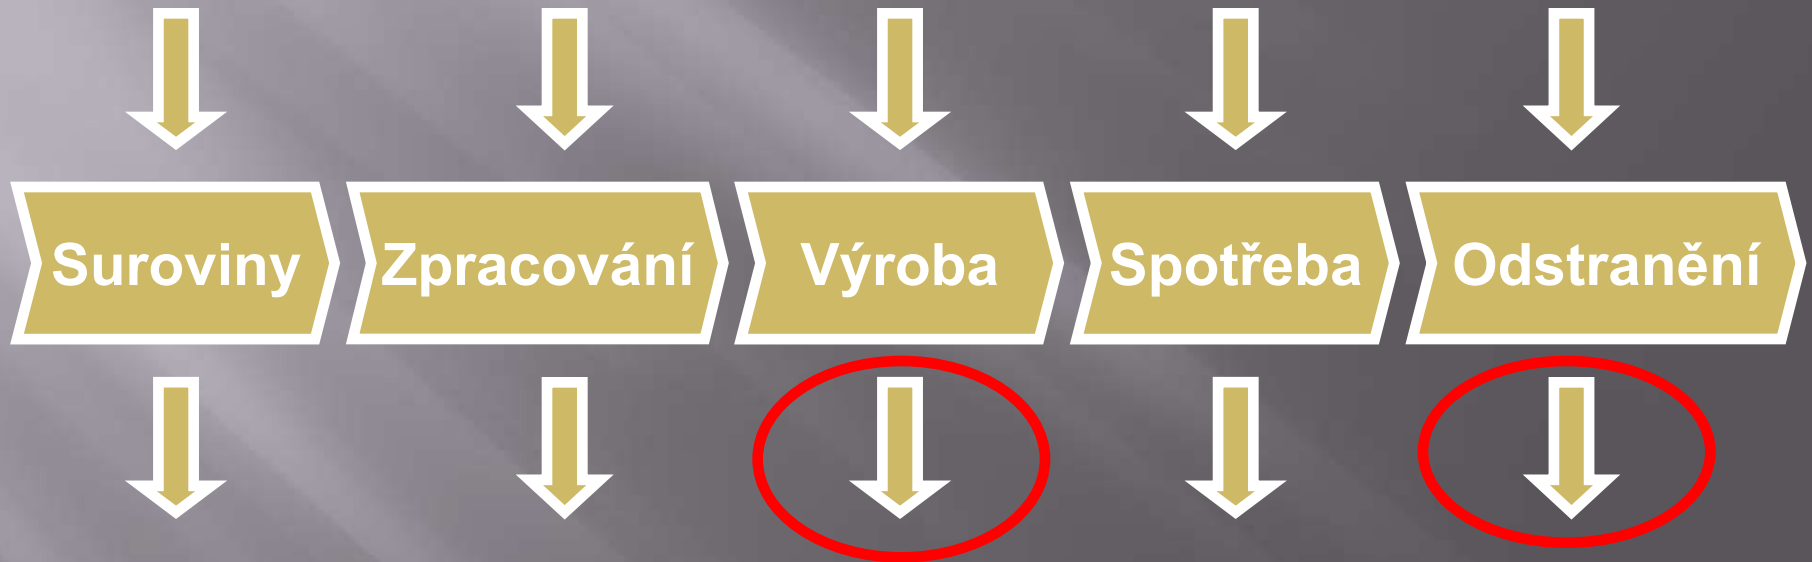 Suroviny
Zpracování
Výroba
Spotřeba
Odstranění